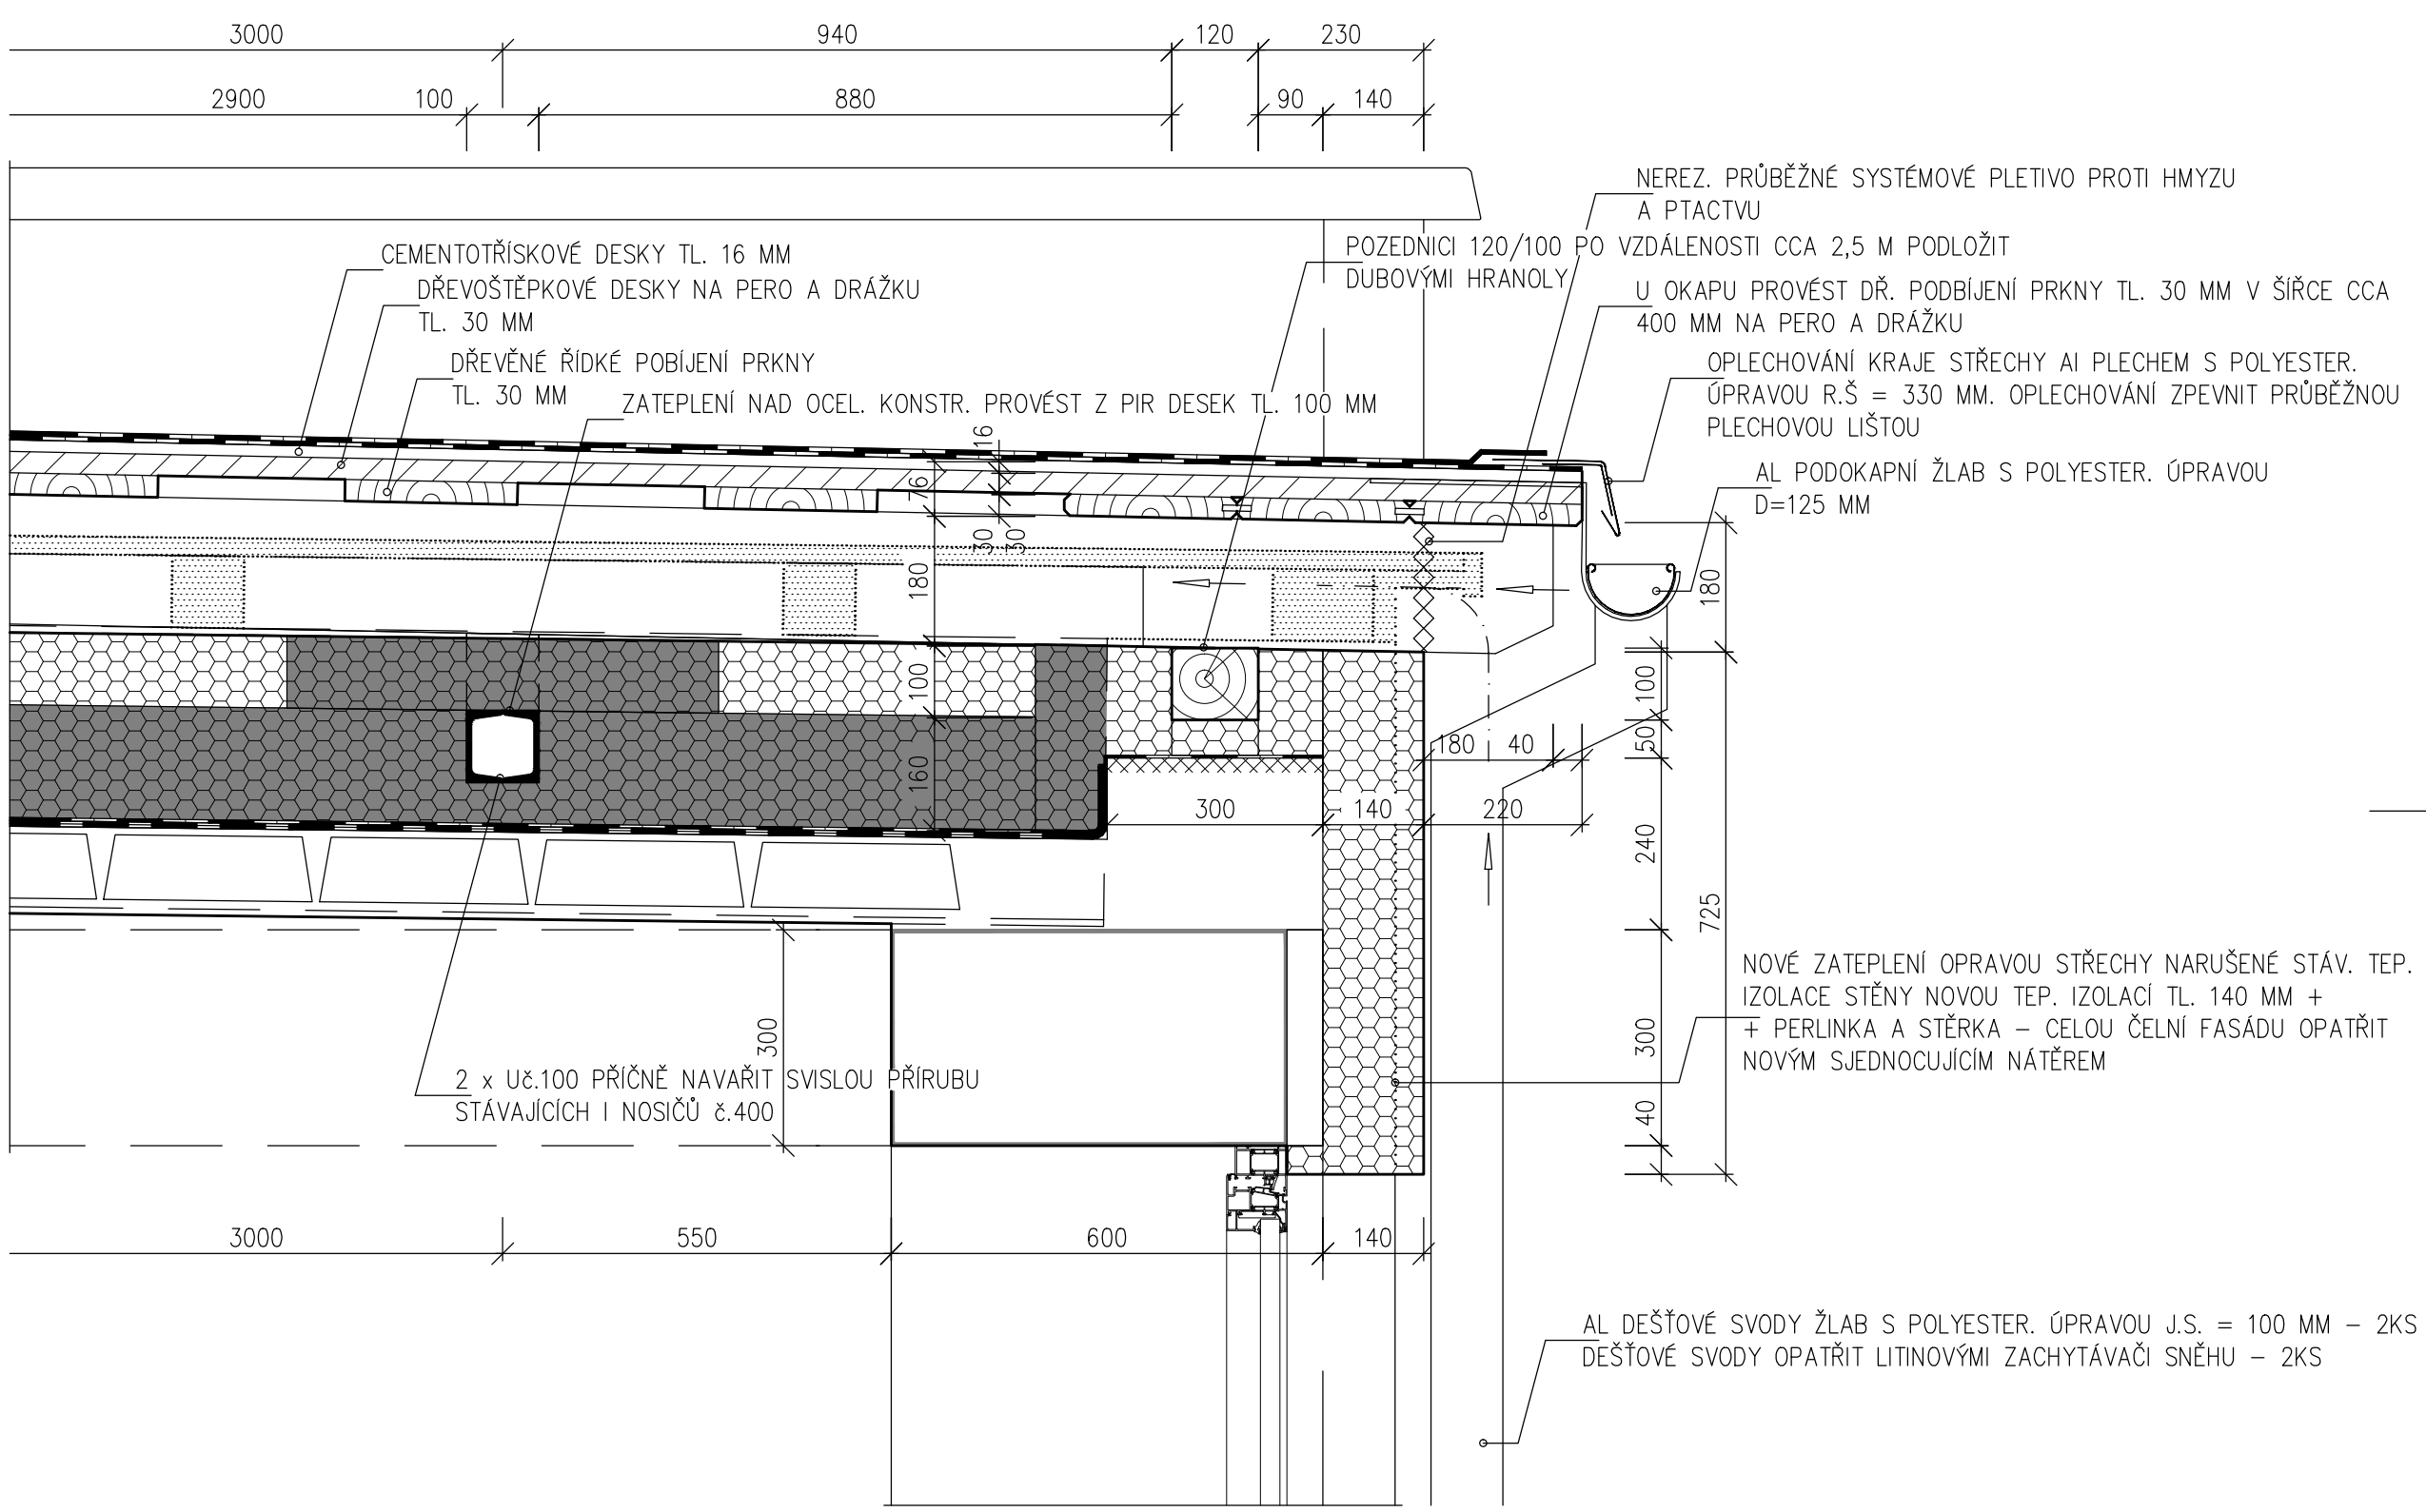 3000 940 120 230
2900 100 880 90 140
NEREZ. PRŮBĚŽNÉ SYSTÉMOVÉ PLETIVO PROTI HMYZU
A PTACTVU
POZEDNICI 120/100 PO VZDÁLENOSTI CCA 2,5 M PODLOŽIT
DUBOVÝMI HRANOLY
CEMENTOTŘÍSKOVÉ DESKY TL. 16 MM
DŘEVOŠTĚPKOVÉ DESKY NA PERO A DRÁŽKU
TL. 30 MM
U OKAPU PROVÉST DŘ. PODBÍJENÍ PRKNY TL. 30 MM V ŠÍŘCE CCA
400 MM NA PERO A DRÁŽKU
DŘEVĚNÉ ŘÍDKÉ POBÍJENÍ PRKNY
TL. 30 MM
OPLECHOVÁNÍ KRAJE STŘECHY Al PLECHEM S POLYESTER.
ÚPRAVOU R.Š = 330 MM. OPLECHOVÁNÍ ZPEVNIT PRŮBĚŽNOU
PLECHOVOU LIŠTOU
ZATEPLENÍ NAD OCEL. KONSTR. PROVÉST Z PIR DESEK TL. 100 MM
AL PODOKAPNÍ ŽLAB S POLYESTER. ÚPRAVOU
D=125 MM
16
76
30
30
180
100
160
180
100
50
180 40
300 140 220
240
725
300
40
300
NOVÉ ZATEPLENÍ OPRAVOU STŘECHY NARUŠENÉ STÁV. TEP.
IZOLACE STĚNY NOVOU TEP. IZOLACÍ TL. 140 MM +
+ PERLINKA A STĚRKA – CELOU ČELNÍ FASÁDU OPATŘIT
NOVÝM SJEDNOCUJÍCÍM NÁTĚREM
2 x Uč.100 PŘÍČNĚ NAVAŘIT SVISLOU PŘÍRUBU
STÁVAJÍCÍCH I NOSIČŮ č.400
3000 550 600 140
AL DEŠŤOVÉ SVODY ŽLAB S POLYESTER. ÚPRAVOU J.S. = 100 MM – 2KS
DEŠŤOVÉ SVODY OPATŘIT LITINOVÝMI ZACHYTÁVAČI SNĚHU – 2KS